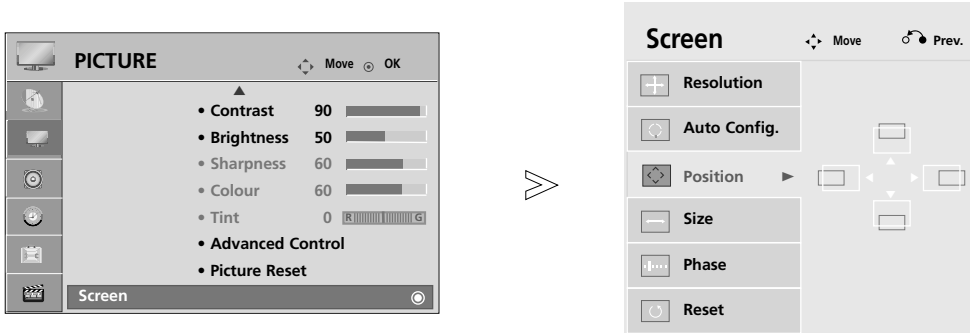 PICTURE
Move OK
• Contrast 90
• Brightness 50
• Sharpness 60
• Colour 60
• Tint 0 R G
• Advanced Control
• Picture Reset
Screen
Screen
Move Prev.
Resolution
Auto Config.
Position
Size
Phase
Reset